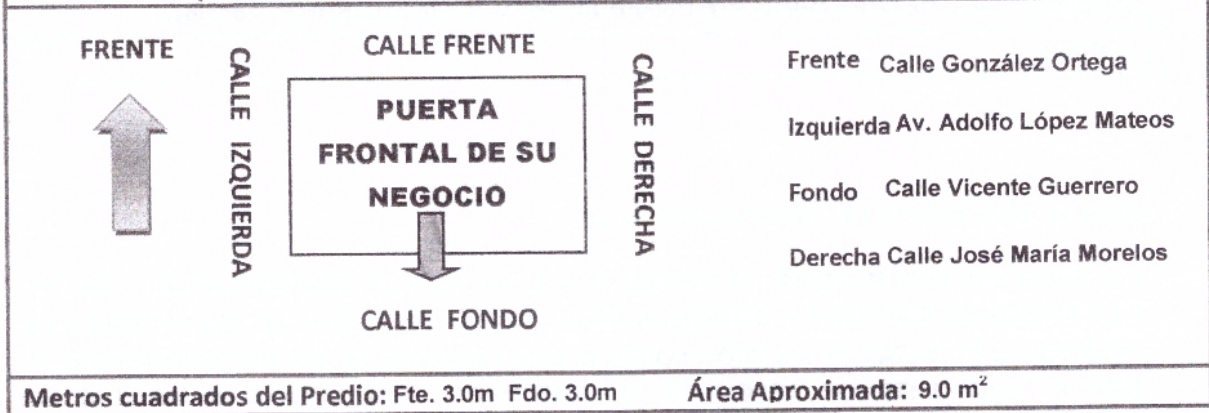 FRENTE
CALLE IZQUIERDA
CALLE FRENTE
PUERTA
FRONTAL DE SU
NEGOCIO
CALLE DERECHA
CALLE FONDO
Frente Calle González Ortega
Izquierda Av. Adolfo López Mateos
Fondo Calle Vicente Guerrero
Derecha Calle José María Morelos
Metros cuadrados del Predio: Fte. 3.0m Fdo. 3.0m Área Aproximada: 9.0 m²